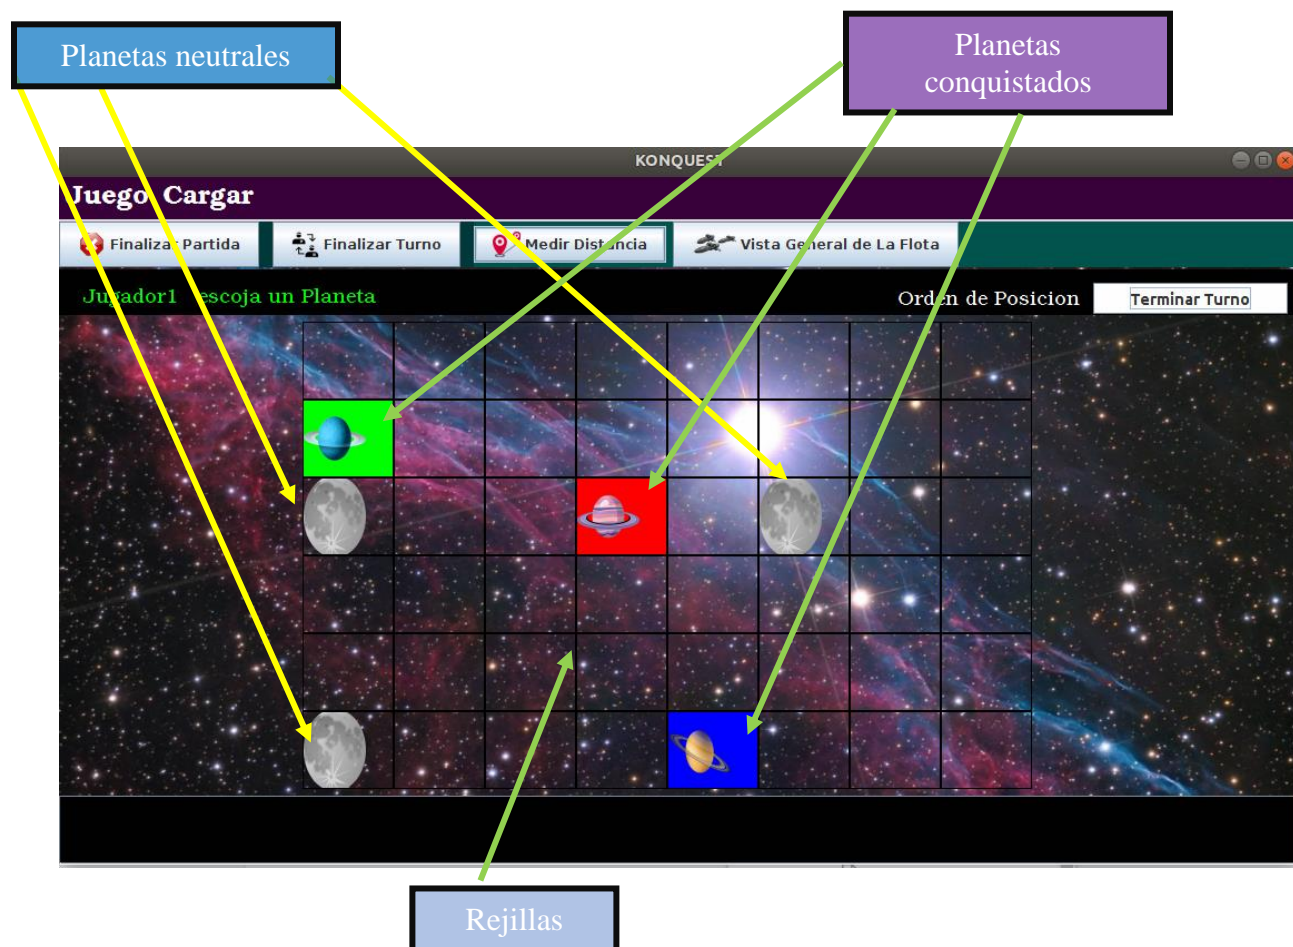 Planetas neutrales
Planetas
conquistados
KONQUEST
Juego Cargar
Finalizar Partida
Finalizar Turno
Medir Distancia
Vista General de La Flota
Jugador1 escoja un Planeta
Orden de Posicion
Terminar Turno
Rejillas